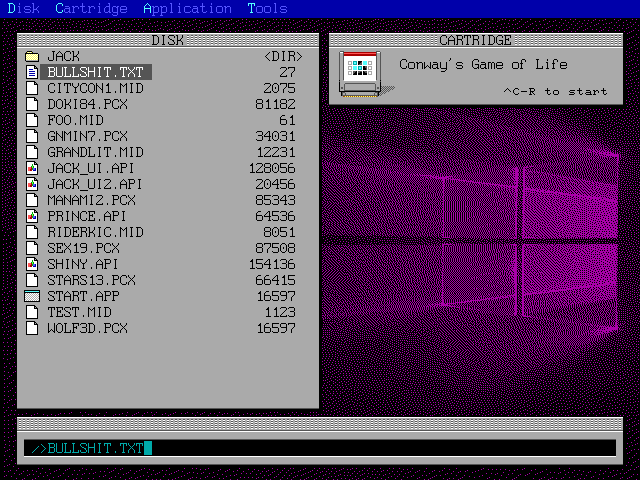 Disk Cartridge Application Tools
DISK
JACK <DIR>
BULLSHIT.TXT 27
CITYCON1.MID 2075
DOKI84.PCX 81182
FOO.MID 61
GNMIN7.PCX 34031
GRANDLIT.MID 12231
JACK_UI.API 128056
JACK_UI2.API 20456
MANAMI2.PCX 85343
PRINCE.API 64536
RIDERKIC.MID 8051
SEX19.PCX 87508
SHINY.API 154136
STARS13.PCX 66415
START.APP 16597
TEST.MID 1123
WOLF3D.PCX 16597
CARTRIDGE
Conway's Game of Life
^C-R to start
/>BULLSHIT.TXT